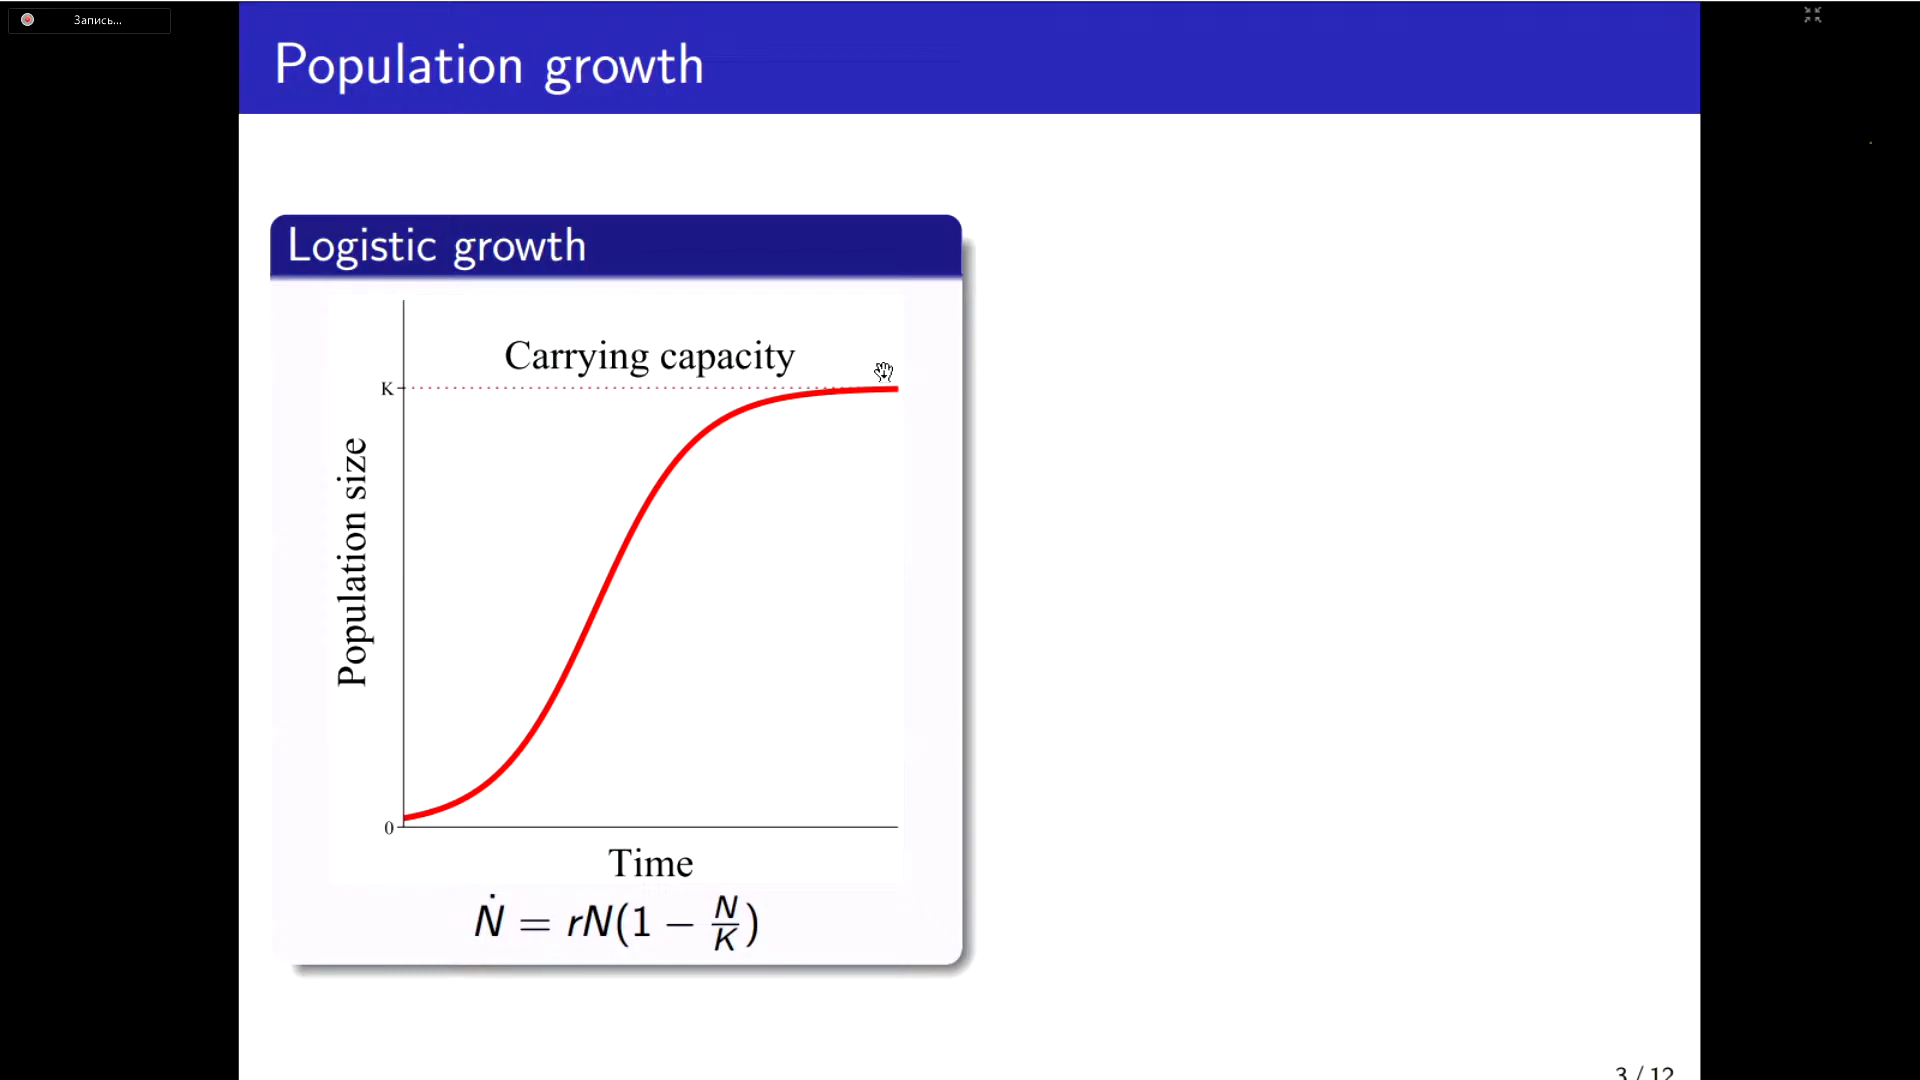 Запись...
Population growth
Logistic growth
Carrying capacity
K
Population size
0
Time
Ṅ = rN(1 − N/K)
3 / 12